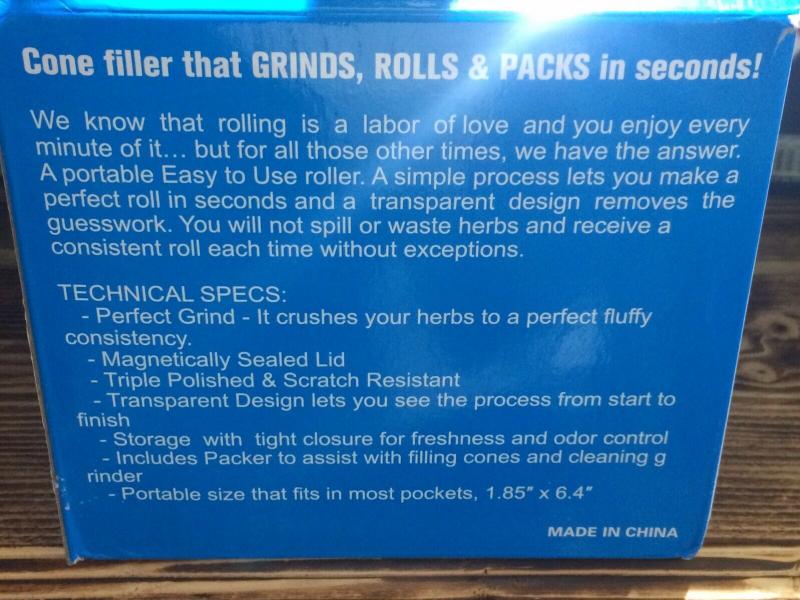 Cone filler that GRINDS, ROLLS & PACKS in seconds!
We know that rolling is a labor of love and you enjoy every
minute of it... but for all those other times, we have the answer.
A portable Easy to Use roller. A simple process lets you make a
perfect roll in seconds and a transparent design removes the
guesswork. You will not spill or waste herbs and receive a
consistent roll each time without exceptions.
TECHNICAL SPECS:
- Perfect Grind - It crushes your herbs to a perfect fluffy
consistency.
- Magnetically Sealed Lid
- Triple Polished & Scratch Resistant
- Transparent Design lets you see the process from start to
finish
- Storage with tight closure for freshness and odor control
- Includes Packer to assist with filling cones and cleaning g
rinder
- Portable size that fits in most pockets, 1.85" x 6.4"
MADE IN CHINA